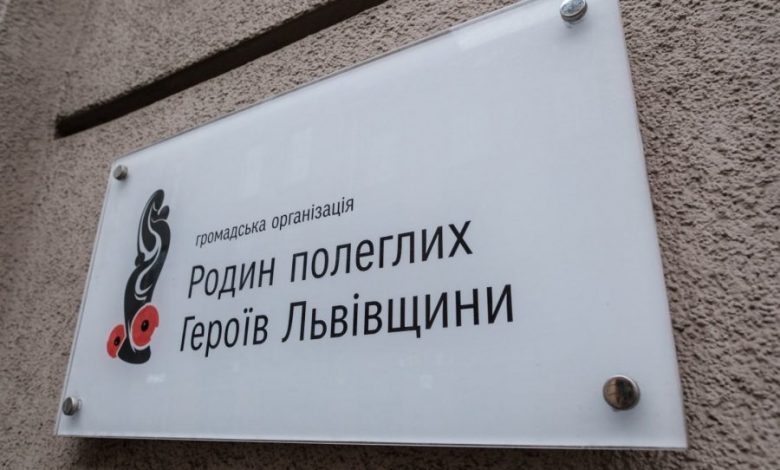 громадська організація
Родин полеглих
Героїв Львівщини